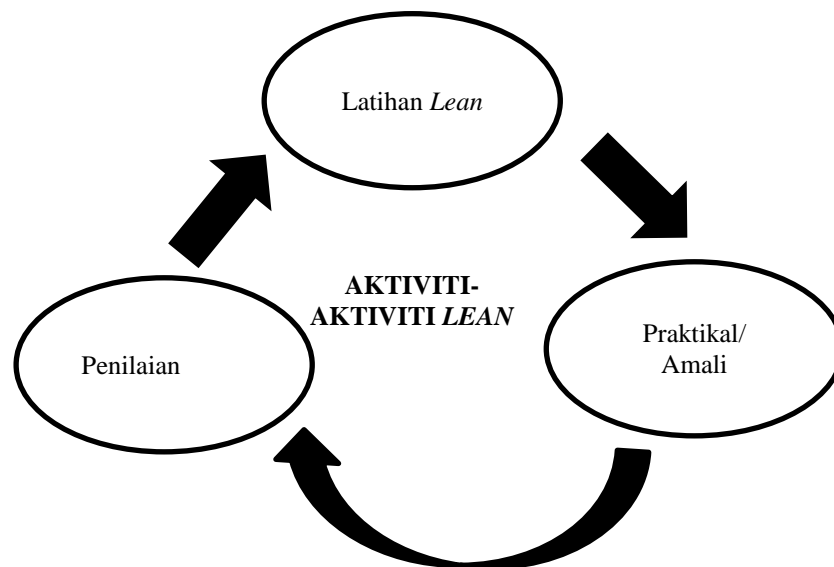 Latihan Lean
AKTIVITI-
AKTIVITI LEAN
Praktikal/
Amali
Penilaian